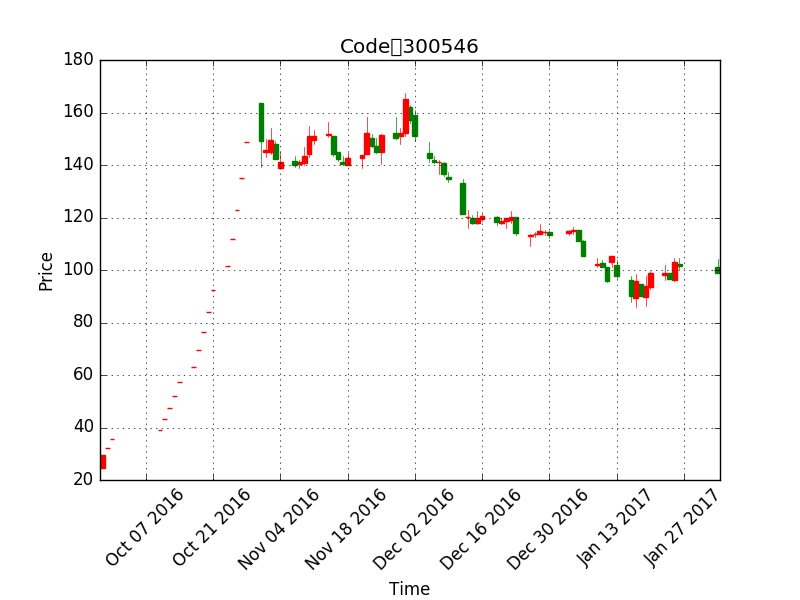 Code▯300546
180
160
140
120
100
80
60
40
20
Price
Oct 07 2016
Oct 21 2016
Nov 04 2016
Nov 18 2016
Dec 02 2016
Dec 16 2016
Dec 30 2016
Jan 13 2017
Jan 27 2017
Time